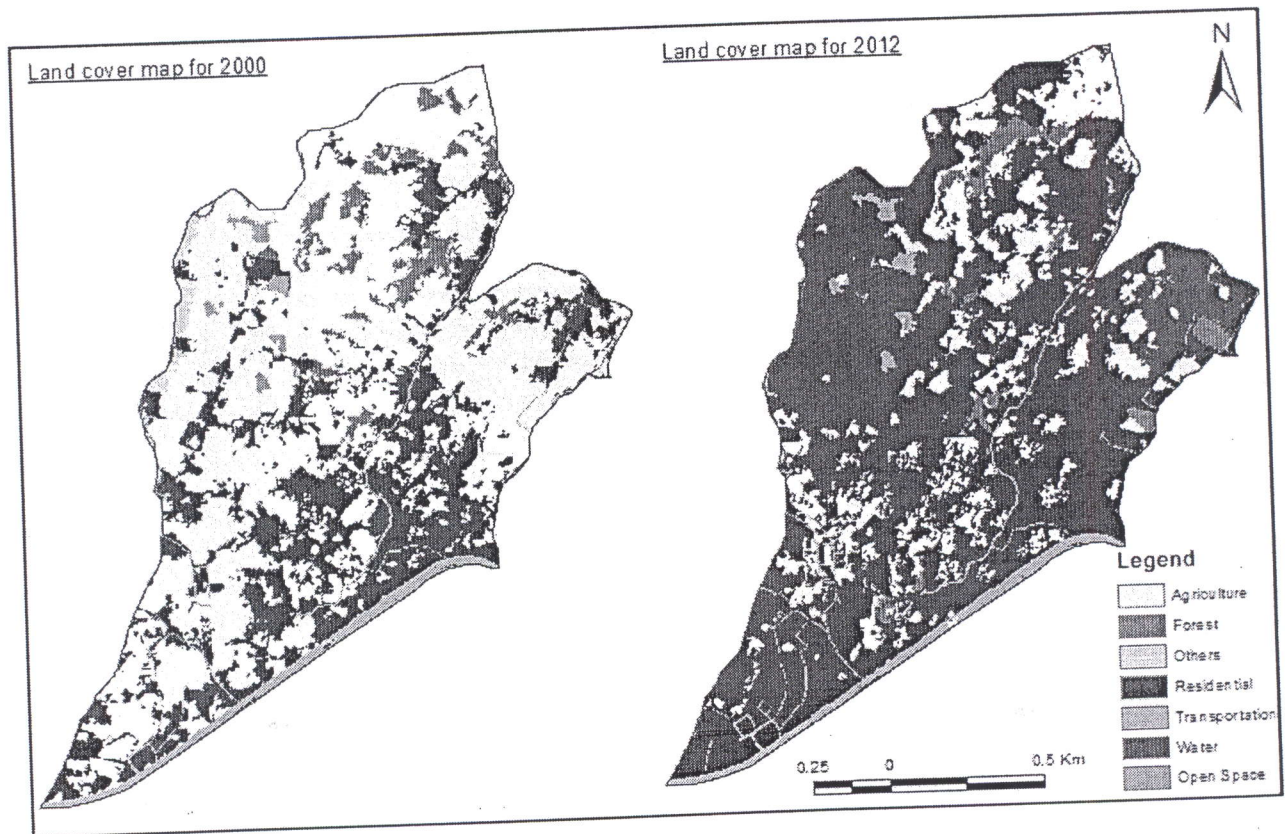 Land cover map for 2000
Land cover map for 2012
N
Legend
Agriculture
Forest
Others
Residential
Transportation
Water
Open Space
0.25 0 0.5 Km